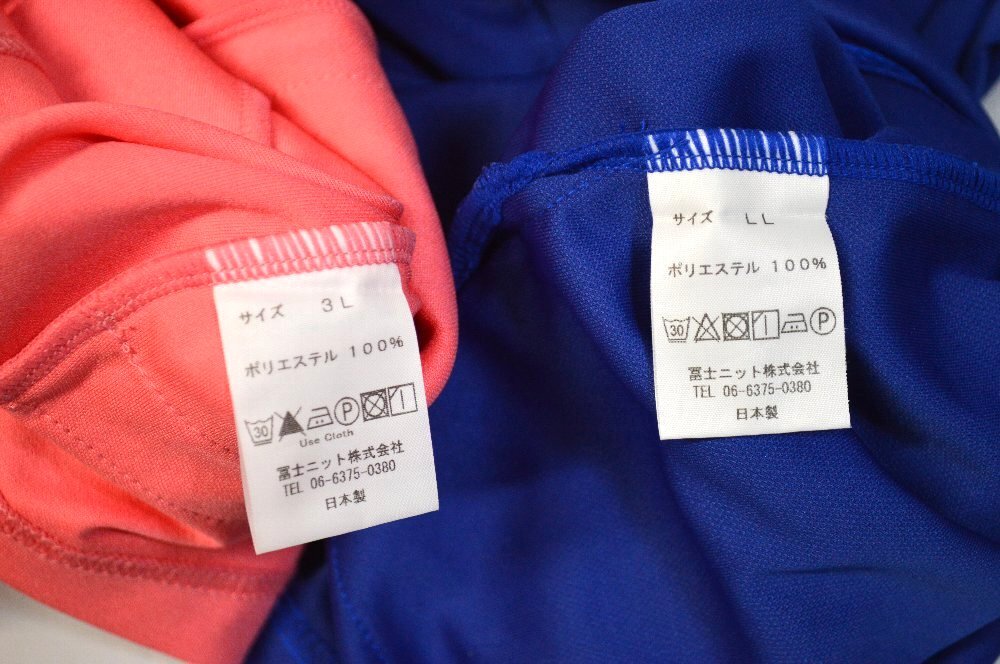 サイズ 3L
ポリエステル 100%
30 P
Use Cloth
冨士ニット株式会社
TEL 06-6375-0380
日本製
サイズ LL
ポリエステル 100%
30 P
冨士ニット株式会社
TEL 06-6375-0380
日本製